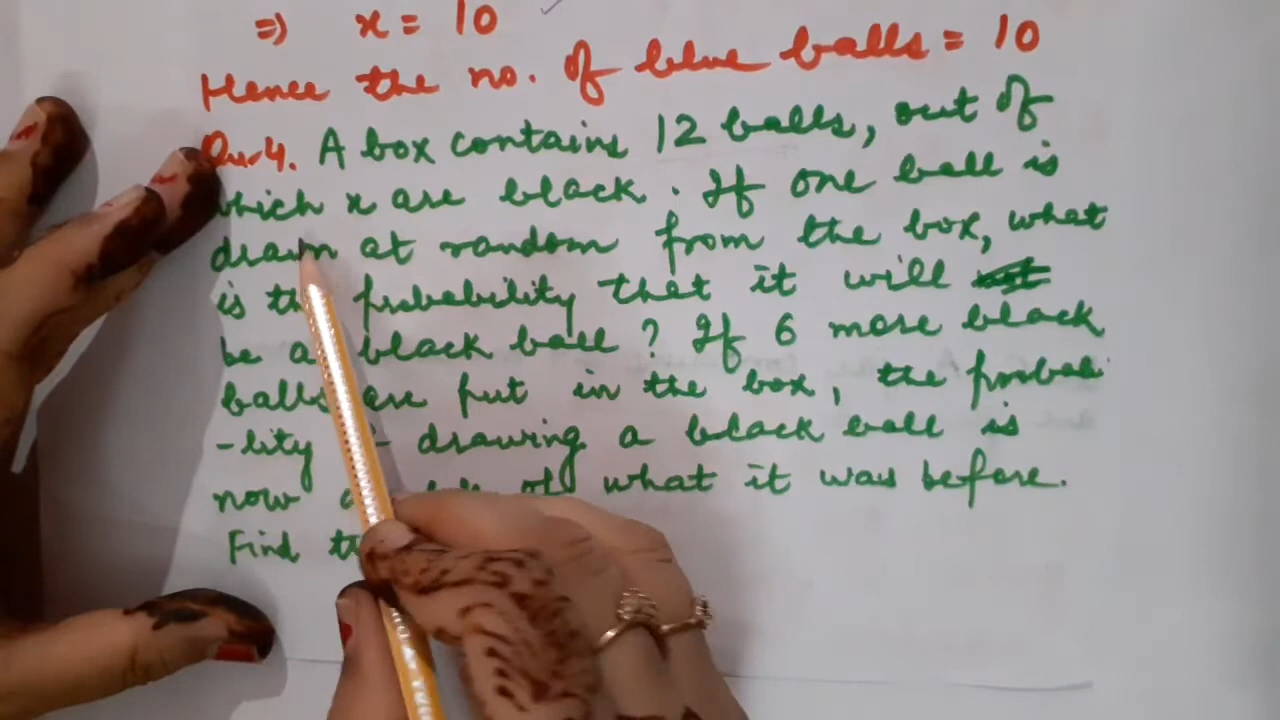 ⇒ x = 10
Hence the no. of blue balls = 10
Que-4. A box contains 12 balls, out of
which x are black. If one ball is
drawn at random from the box, what
is the probability that it will
be a black ball? If 6 more black
balls are put in the box, the probabi
-lity drawing a black ball is
now of what it was before.
Find